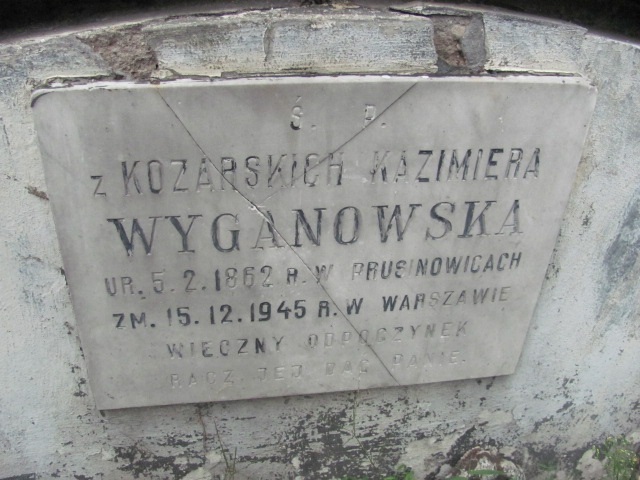 Ś. P.
z KOZARSKICH KAZIMIERA
WYGANOWSKA
UR. 5.2.1862 R. W PRUSINOWICACH
ZM. 15.12.1945 R. W WARSZAWIE
WIECZNY ODPOCZYNEK
RACZ JEJ DAĆ PANIE.